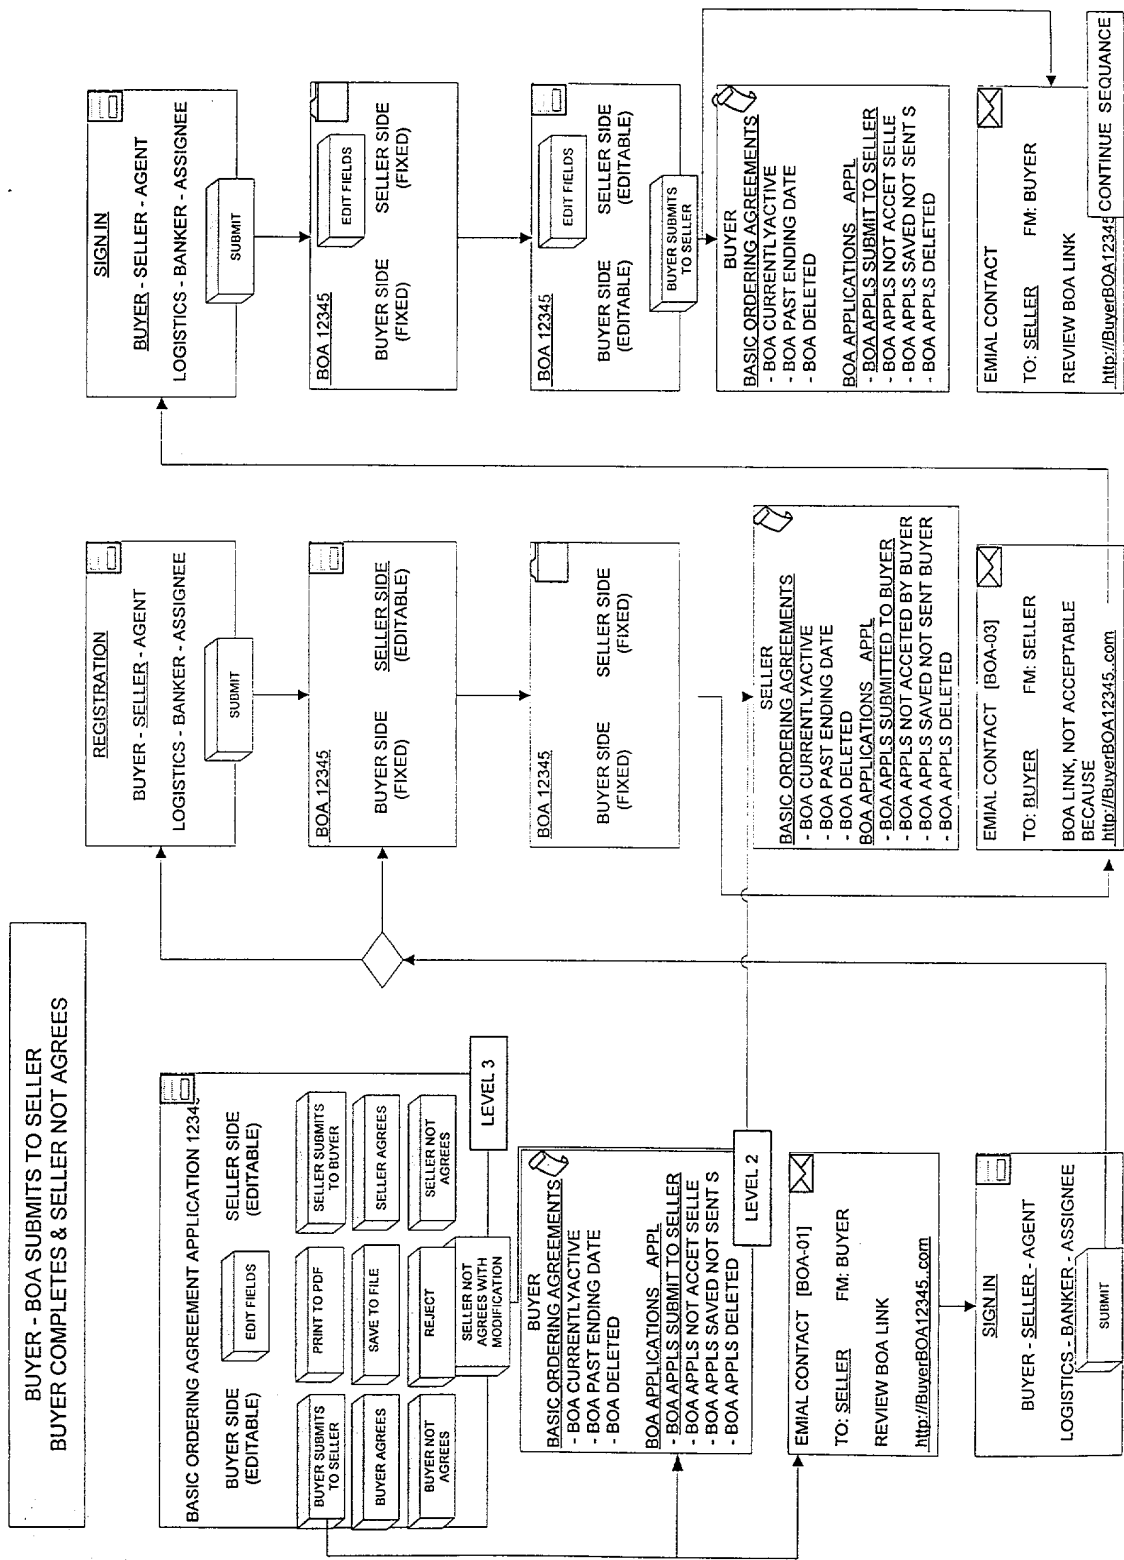 BUYER - BOA SUBMITS TO SELLER
BUYER COMPLETES & SELLER NOT AGREES
BASIC ORDERING AGREEMENT APPLICATION 12345
BUYER SIDE
(EDITABLE)
EDIT FIELDS
SELLER SIDE
(EDITABLE)
BUYER SUBMITS
TO SELLER
PRINT TO PDF
SELLER SUBMITS
TO BUYER
BUYER AGREES
SAVE TO FILE
SELLER AGREES
BUYER NOT
AGREES
REJECT
SELLER NOT
AGREES
SELLER NOT
AGREES WITH
MODIFICATION
LEVEL 3
BUYER
BASIC ORDERING AGREEMENTS
- BOA CURRENTLYACTIVE
- BOA PAST ENDING DATE
- BOA DELETED
BOA APPLICATIONS APPL
- BOA APPLS SUBMIT TO SELLER
- BOA APPLS NOT ACCET SELLE
- BOA APPLS SAVED NOT SENT S
- BOA APPLS DELETED
LEVEL 2
EMIAL CONTACT [BOA-01]
TO: SELLER FM: BUYER
REVIEW BOA LINK
http://BuyerBOA12345..com
SIGN IN
BUYER - SELLER - AGENT
LOGISTICS - BANKER - ASSIGNEE
SUBMIT
REGISTRATION
BUYER - SELLER - AGENT
LOGISTICS - BANKER - ASSIGNEE
SUBMIT
BOA 12345
BUYER SIDE
(FIXED)
SELLER SIDE
(EDITABLE)
BOA 12345
BUYER SIDE
(FIXED)
SELLER SIDE
(FIXED)
SELLER
BASIC ORDERING AGREEMENTS
- BOA CURRENTLYACTIVE
- BOA PAST ENDING DATE
- BOA DELETED
BOA APPLICATIONS APPL
- BOA APPLS SUBMITTED TO BUYER
- BOA APPLS NOT ACCETED BY BUYER
- BOA APPLS SAVED NOT SENT BUYER
- BOA APPLS DELETED
EMIAL CONTACT [BOA-03]
TO: BUYER FM: SELLER
BOA LINK, NOT ACCEPTABLE
BECAUSE
http://BuyerBOA12345..com
SIGN IN
BUYER - SELLER - AGENT
LOGISTICS - BANKER - ASSIGNEE
SUBMIT
BOA 12345
EDIT FIELDS
BUYER SIDE
(FIXED)
SELLER SIDE
(FIXED)
BOA 12345
EDIT FIELDS
BUYER SIDE
(EDITABLE)
SELLER SIDE
(EDITABLE)
BUYER SUBMITS
TO SELLER
BUYER
BASIC ORDERING AGREEMENTS
- BOA CURRENTLYACTIVE
- BOA PAST ENDING DATE
- BOA DELETED
BOA APPLICATIONS APPL
- BOA APPLS SUBMIT TO SELLER
- BOA APPLS NOT ACCET SELLE
- BOA APPLS SAVED NOT SENT S
- BOA APPLS DELETED
EMIAL CONTACT
TO: SELLER FM: BUYER
REVIEW BOA LINK
http://BuyerBOA12345
CONTINUE SEQUANCE